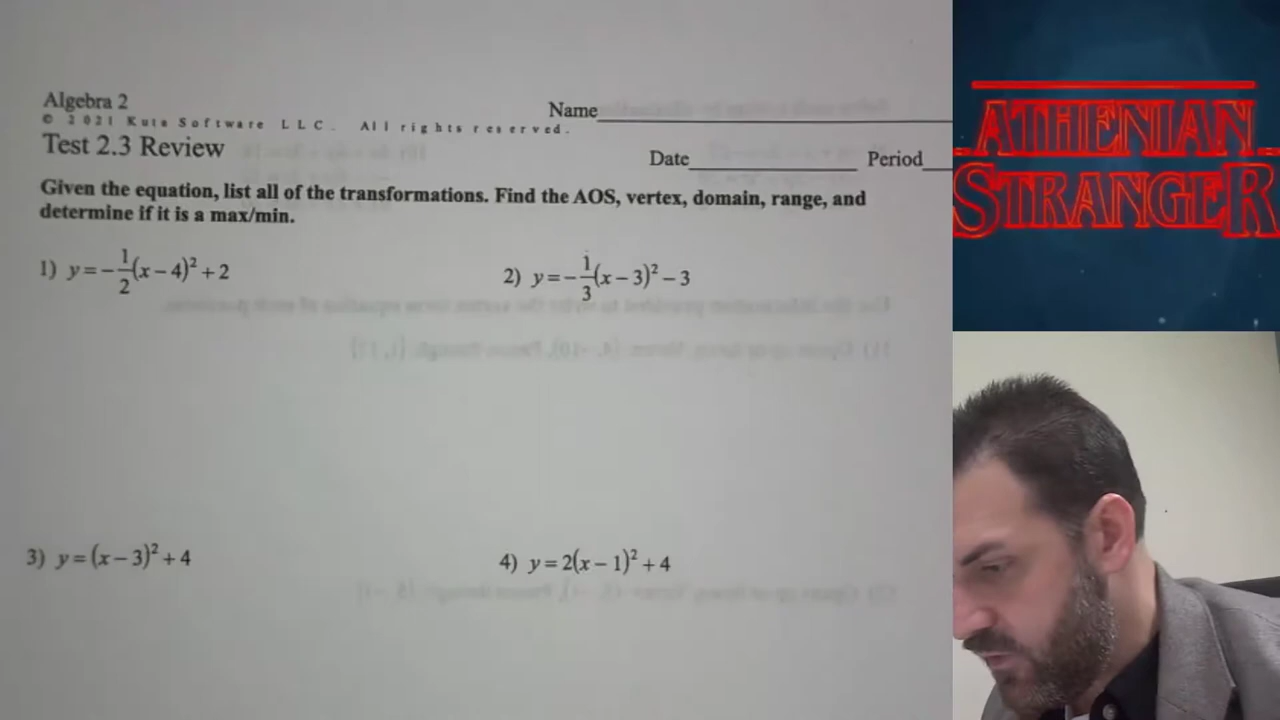 Algebra 2
Name
© 2021 Kuta Software LLC. All rights reserved.
Test 2.3 Review
Date Period
Given the equation, list all of the transformations. Find the AOS, vertex, domain, range, and
determine if it is a max/min.
1) y = -1/2(x - 4)² + 2
2) y = -1/3(x - 3)² - 3
3) y = (x - 3)² + 4
4) y = 2(x - 1)² + 4
ATHENIAN
STRANGER